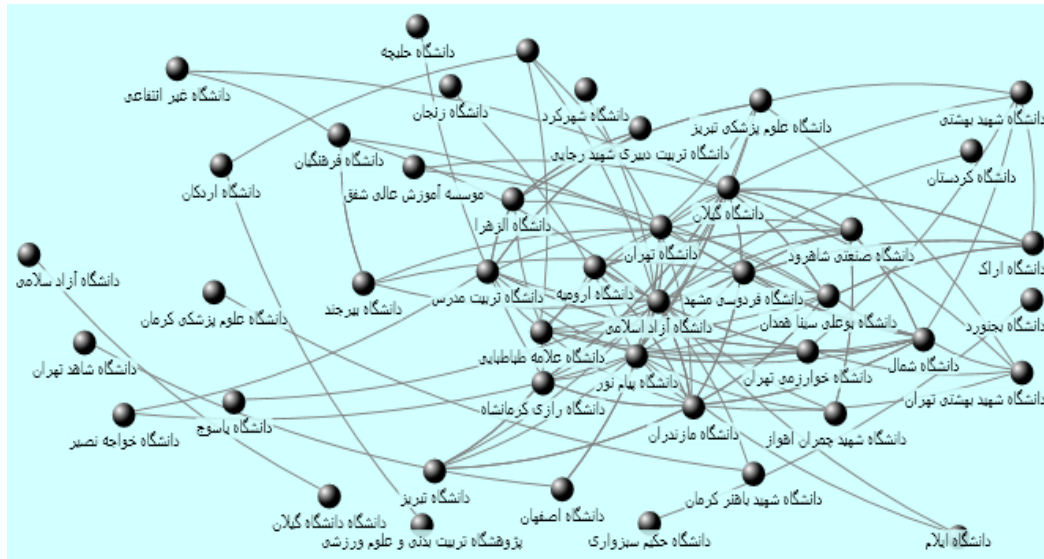 دانشگاه حلبچه
دانشگاه غیر انتفاعی
دانشگاه زنجان
دانشگاه شهرکرد
دانشگاه علوم پزشکی تبریز
دانشگاه شهید بهشتی
دانشگاه تربیت دبیری شهید رجایی
دانشگاه فرهنگیان
دانشگاه کردستان
دانشگاه اردکان
موسسه آموزش عالی شفق
دانشگاه گیلان
دانشگاه الزهرا
دانشگاه تهران
دانشگاه صنعتی شاهرود
دانشگاه اراک
دانشگاه آزاد سلامی
دانشگاه تربیت مدرس
دانشگاه ارومیه
دانشگاه فردوسی مشهد
دانشگاه بیرجند
دانشگاه علوم پزشکی کرمان
دانشگاه آزاد اسلامی
دانشگاه بوعلی سینا همدان
دانشگاه بجنورد
دانشگاه علامه طباطبایی
دانشگاه شاهد تهران
دانشگاه شمال
دانشگاه خوارزمی تهران
دانشگاه پیام نور
دانشگاه شهید بهشتی تهران
دانشگاه رازی کرمانشاه
دانشگاه یاسوج
دانشگاه مازندران
دانشگاه شهید چمران اهواز
دانشگاه خواجه نصیر
دانشگاه تبریز
دانشگاه شهید باهنر کرمان
دانشگاه اصفهان
دانشگاه دانشگاه گیلان
پژوهشگاه تربیت بدنی و علوم ورزشی
دانشگاه حکیم سبزواری
دانشگاه ایلام